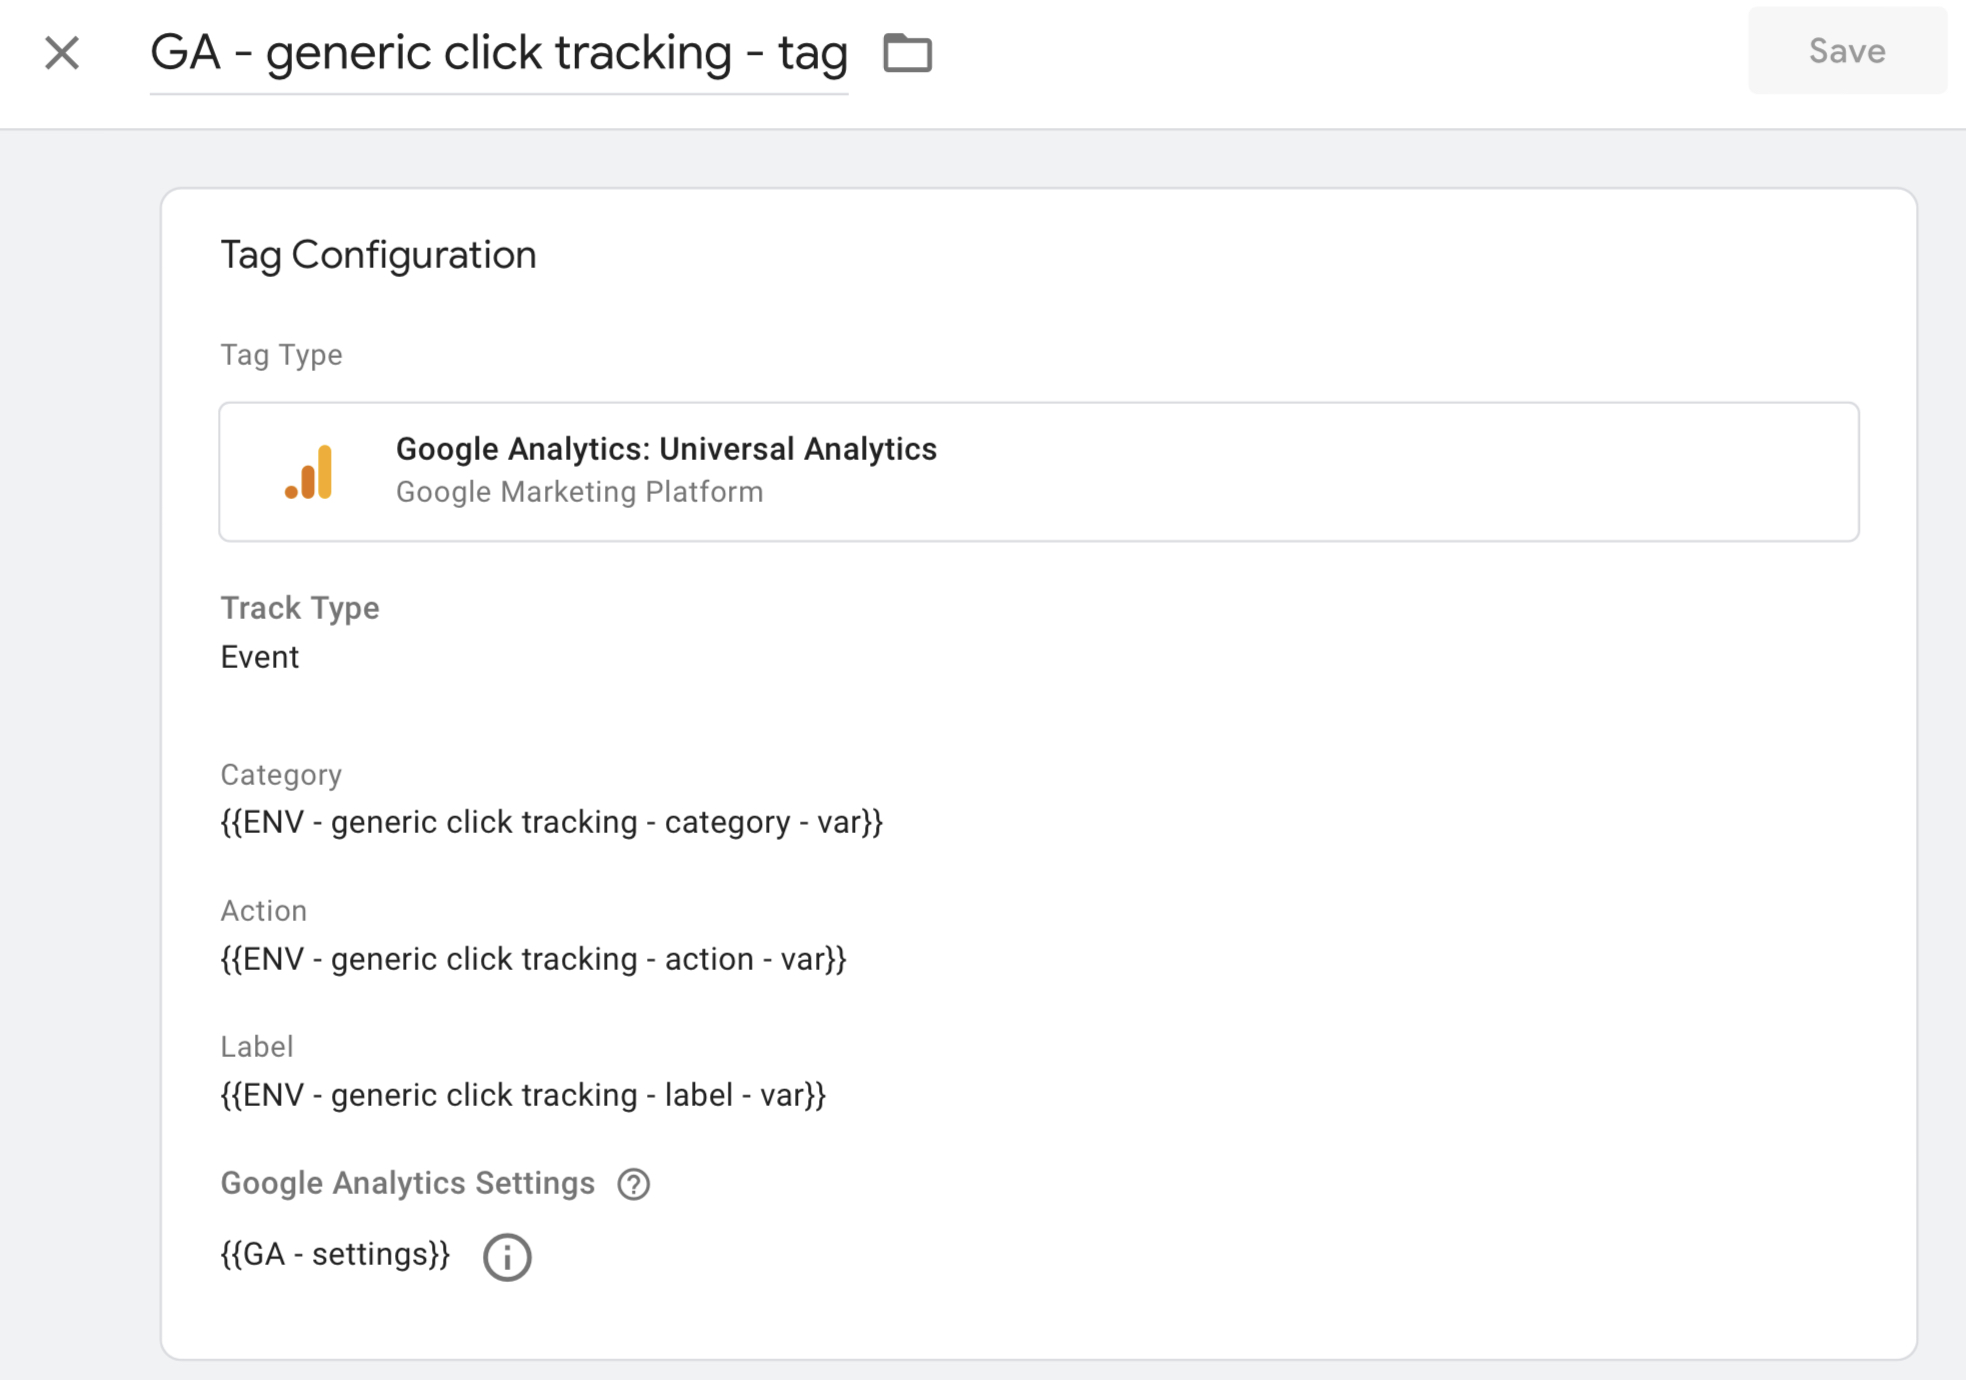 GA - generic click tracking - tag
Save
Tag Configuration
Tag Type
Google Analytics: Universal Analytics
Google Marketing Platform
Track Type
Event
Category
{{ENV - generic click tracking - category - var}}
Action
{{ENV - generic click tracking - action - var}}
Label
{{ENV - generic click tracking - label - var}}
Google Analytics Settings
{{GA - settings}}